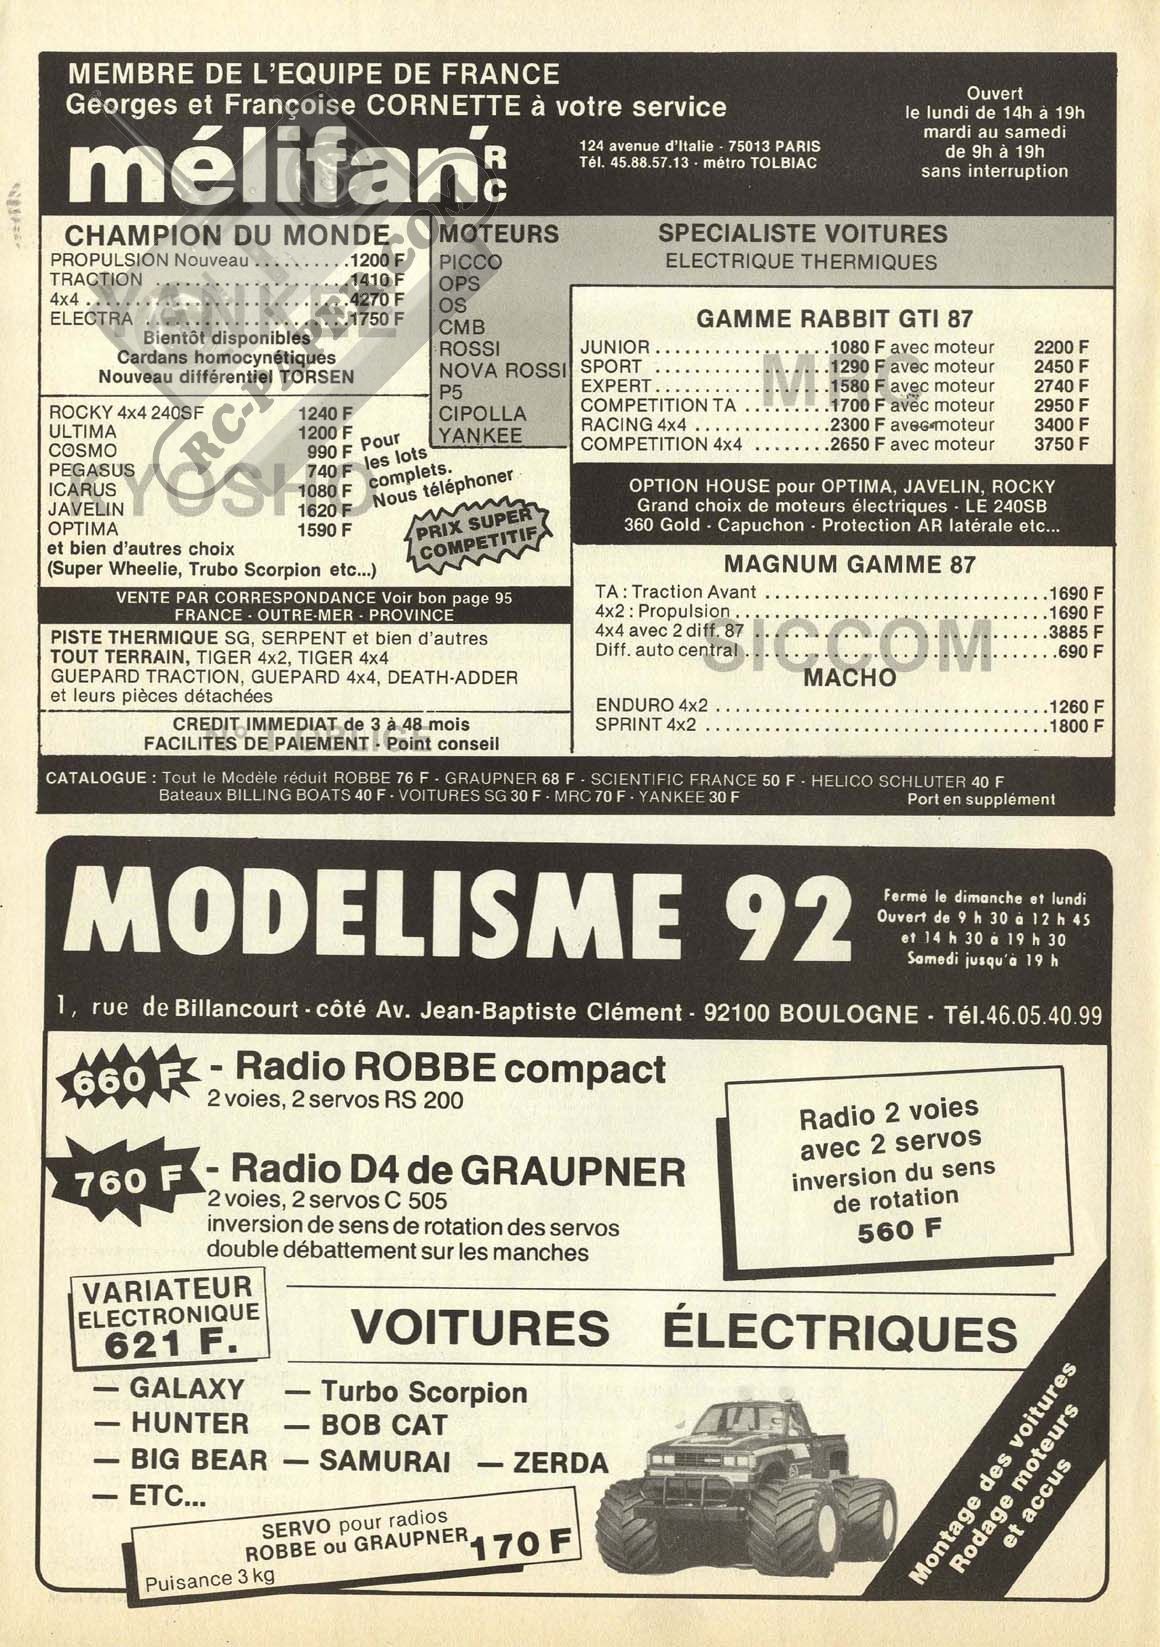 MEMBRE DE L'EQUIPE DE FRANCE
Georges et Françoise CORNETTE à votre service
mélifan' RC
124 avenue d'Italie - 75013 PARIS
Tél. 45.88.57.13 - métro TOLBIAC
Ouvert
le lundi de 14h à 19h
mardi au samedi
de 9h à 19h
sans interruption
CHAMPION DU MONDE
PROPULSION Nouveau ..........1200 F
TRACTION ....................1410 F
4x4 ...........................4270 F
ELECTRA .....................1750 F
YANKEE
Bientôt disponibles
Cardans homocynétiques
Nouveau différentiel TORSEN
MOTEURS
PICCO
OPS
OS
CMB
ROSSI
NOVA ROSSI
P5
CIPOLLA
YANKEE
SPECIALISTE VOITURES
ELECTRIQUE THERMIQUES
GAMME RABBIT GTI 87
JUNIOR..................1080 F avec moteur 2200 F
SPORT ..................1290 F avec moteur 2450 F
EXPERT..................1580 F avec moteur 2740 F
COMPETITION TA .........1700 F avec moteur 2950 F
RACING 4x4 ..............2300 F avec moteur 3400 F
COMPETITION 4x4 ........2650 F avec moteur 3750 F
MRC
ROCKY 4x4 240SF 1240 F
ULTIMA 1200 F
COSMO 990 F
PEGASUS 740 F
ICARUS 1080 F
JAVELIN 1620 F
OPTIMA 1590 F
et bien d'autres choix
(Super Wheelie, Trubo Scorpion etc...)
KYOSHO
Pour
les lots
complets.
Nous téléphoner
PRIX SUPER
COMPETITIF
RC-PAPER.COM
OPTION HOUSE pour OPTIMA, JAVELIN, ROCKY
Grand choix de moteurs électriques - LE 240SB
360 Gold - Capuchon - Protection AR latérale etc...
VENTE PAR CORRESPONDANCE Voir bon page 95
FRANCE - OUTRE-MER - PROVINCE
PISTE THERMIQUE SG, SERPENT et bien d'autres
TOUT TERRAIN, TIGER 4x2, TIGER 4x4
GUEPARD TRACTION, GUEPARD 4x4, DEATH-ADDER
et leurs pièces détachées
CREDIT IMMEDIAT de 3 à 48 mois
FACILITES DE PAIEMENT - Point conseil
MAGNUM GAMME 87
TA : Traction Avant .............................1690 F
4x2 : Propulsion ................................1690 F
4x4 avec 2 diff. 87 ..............................3885 F
Diff. auto central ................................690 F
SICCOM
MACHO
ENDURO 4x2 ..................................1260 F
SPRINT 4x2 ...................................1800 F
CATALOGUE : Tout le Modèle réduit ROBBE 76 F - GRAUPNER 68 F - SCIENTIFIC FRANCE 50 F - HELICO SCHLUTER 40 F
Bateaux BILLING BOATS 40 F - VOITURES SG 30 F - MRC 70 F - YANKEE 30 F
Port en supplément
MODELISME 92
Fermé le dimanche et lundi
Ouvert de 9 h 30 à 12 h 45
et 14 h 30 à 19 h 30
Samedi jusqu'à 19 h
1, rue de Billancourt - côté Av. Jean-Baptiste Clément - 92100 BOULOGNE - Tél.46.05.40.99
660 F - Radio ROBBE compact
2 voies, 2 servos RS 200
760 F - Radio D4 de GRAUPNER
2 voies, 2 servos C 505
inversion de sens de rotation des servos
double débattement sur les manches
Radio 2 voies
avec 2 servos
inversion du sens
de rotation
560 F
VARIATEUR
ELECTRONIQUE
621 F.
VOITURES ÉLECTRIQUES
— GALAXY — Turbo Scorpion
— HUNTER — BOB CAT
— BIG BEAR — SAMURAI — ZERDA
— ETC...
SERVO pour radios
ROBBE ou GRAUPNER 170 F
Puisance 3 kg
Montage des voitures
Rodage moteurs
et accus